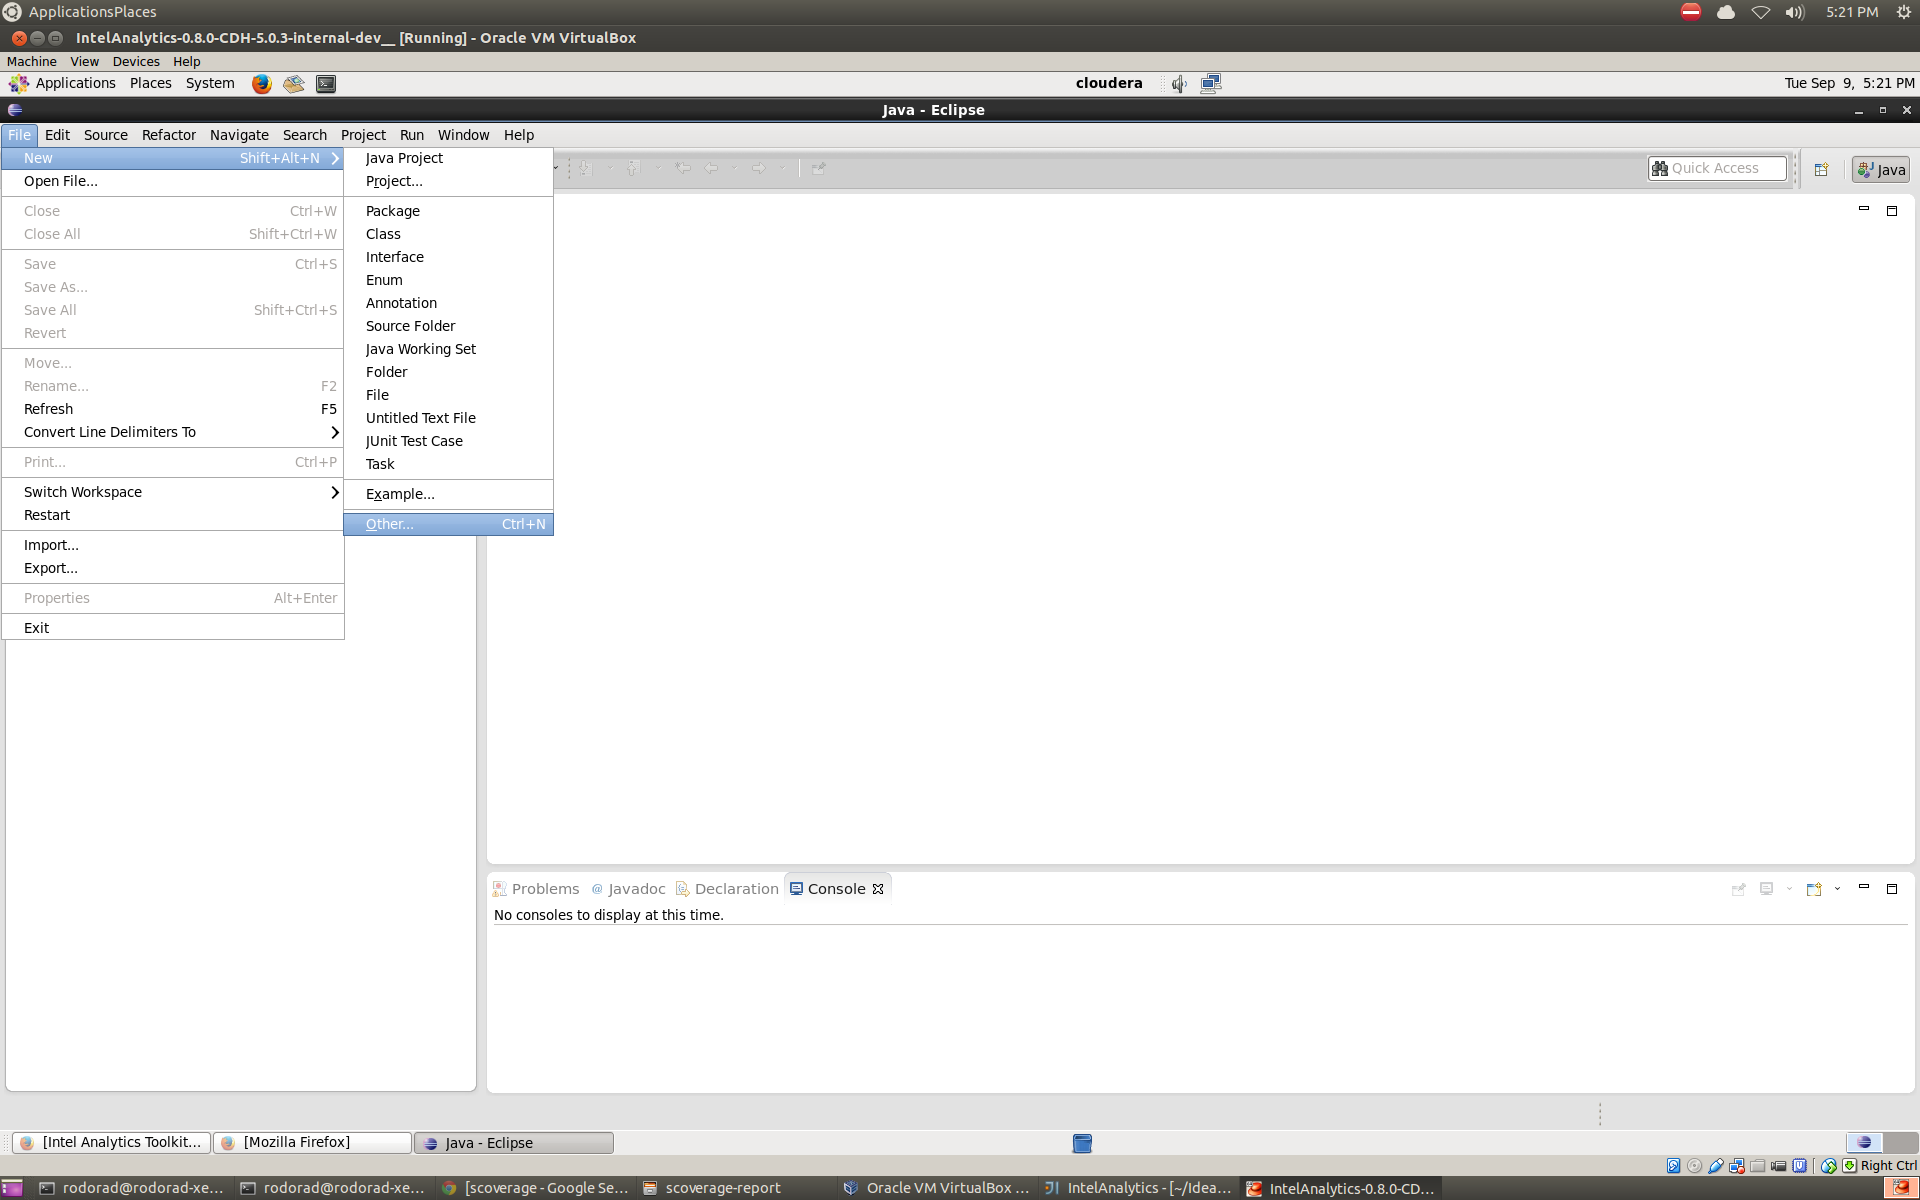 ApplicationsPlaces
5:21 PM
IntelAnalytics-0.8.0-CDH-5.0.3-internal-dev__ [Running] - Oracle VM VirtualBox
Machine View Devices Help
Applications Places System
cloudera
Tue Sep 9, 5:21 PM
Java - Eclipse
File Edit Source Refactor Navigate Search Project Run Window Help
New Shift+Alt+N
Open File...
Close Ctrl+W
Close All Shift+Ctrl+W
Save Ctrl+S
Save As...
Save All Shift+Ctrl+S
Revert
Move...
Rename... F2
Refresh F5
Convert Line Delimiters To
Print... Ctrl+P
Switch Workspace
Restart
Import...
Export...
Properties Alt+Enter
Exit
Java Project
Project...
Package
Class
Interface
Enum
Annotation
Source Folder
Java Working Set
Folder
File
Untitled Text File
JUnit Test Case
Task
Example...
Other... Ctrl+N
Quick Access
Java
Problems @ Javadoc Declaration Console
No consoles to display at this time.
[Intel Analytics Toolkit... [Mozilla Firefox] Java - Eclipse
Right Ctrl
rodorad@rodorad-xe... rodorad@rodorad-xe... [scoverage - Google Se... scoverage-report Oracle VM VirtualBox ... IntelAnalytics - [~/Idea... IntelAnalytics-0.8.0-CD...